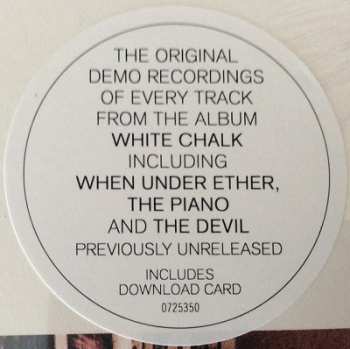 THE ORIGINAL
DEMO RECORDINGS
OF EVERY TRACK
FROM THE ALBUM
WHITE CHALK
INCLUDING
WHEN UNDER ETHER,
THE PIANO
AND THE DEVIL
PREVIOUSLY UNRELEASED
INCLUDES
DOWNLOAD CARD
0725350